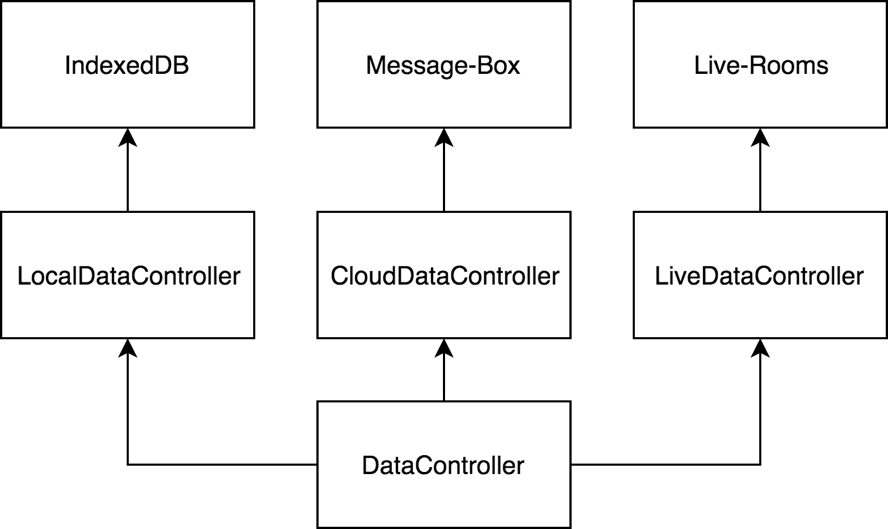 IndexedDB
Message-Box
Live-Rooms
LocalDataController
CloudDataController
LiveDataController
DataController